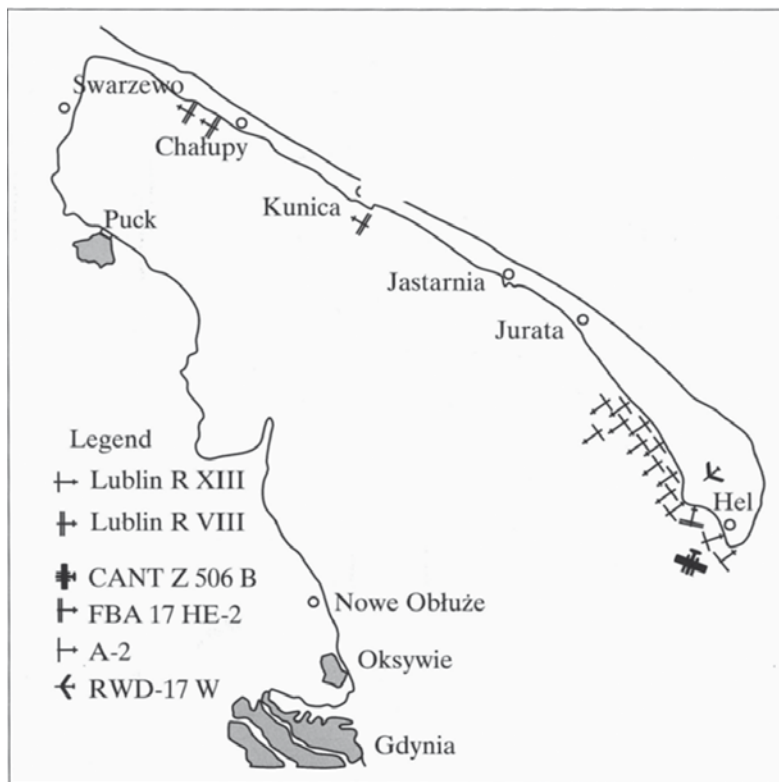 Swarzewo
Chałupy
Kunica
Puck
Jastarnia
Jurata
Legend
Lublin R XIII
Lublin R VIII
CANT Z 506 B
FBA 17 HE-2
A-2
RWD-17 W
Hel
Nowe Obłuże
Oksywie
Gdynia